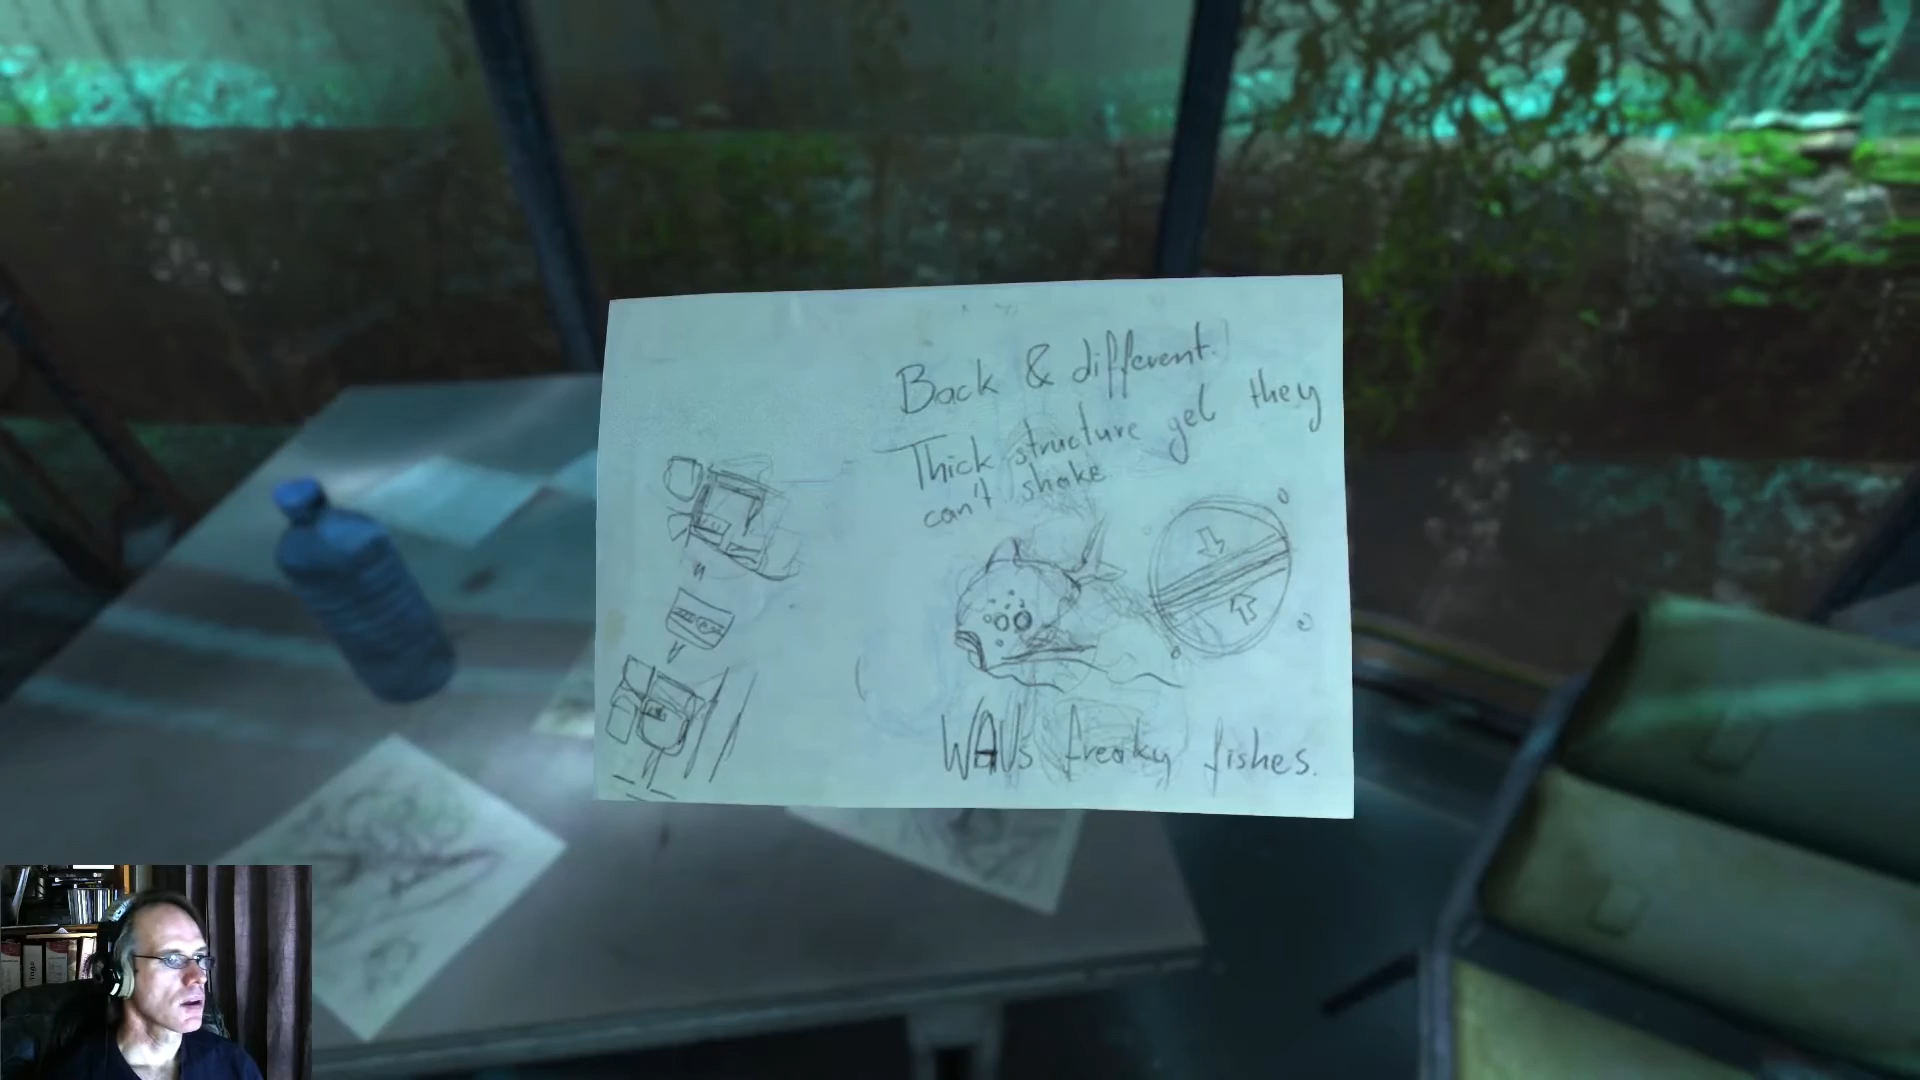 Back & different.
Thick structure gel they
can't shake
WAUs freaky fishes.